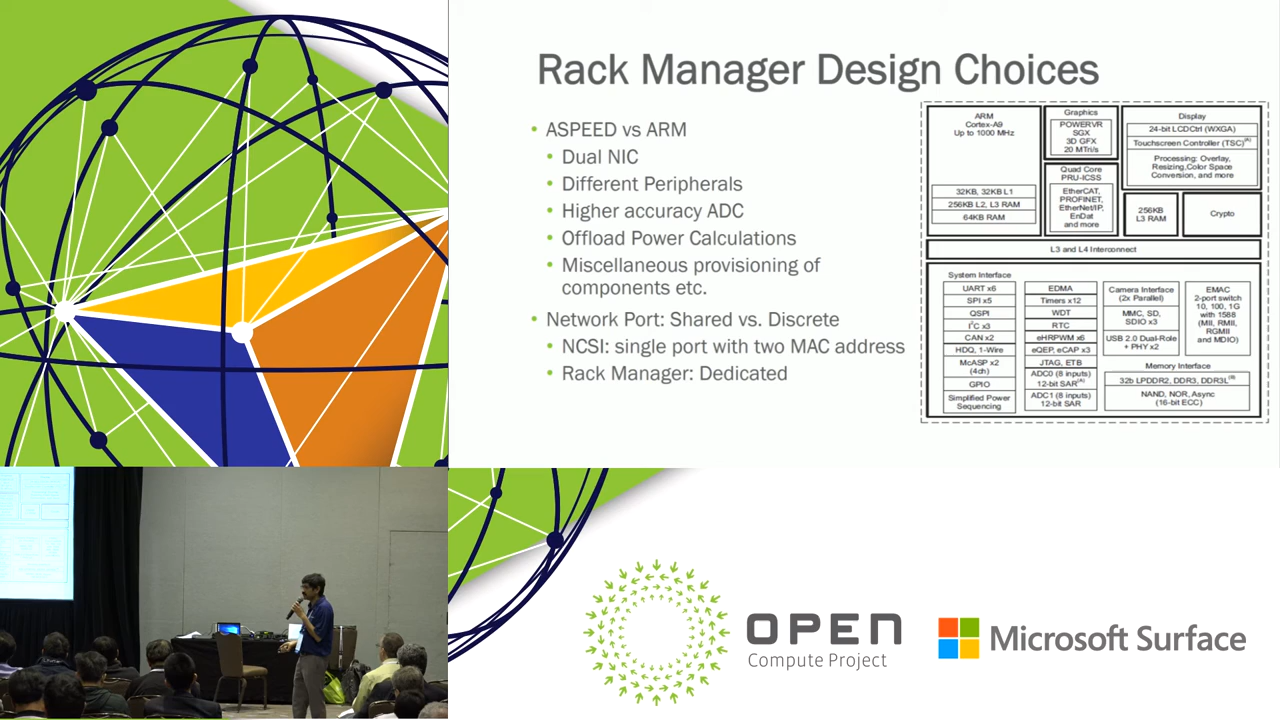 Rack Manager Design Choices
• ASPEED vs ARM
• Dual NIC
• Different Peripherals
• Higher accuracy ADC
• Offload Power Calculations
• Miscellaneous provisioning of
components etc.
• Network Port: Shared vs. Discrete
• NCSI: single port with two MAC address
• Rack Manager: Dedicated
ARM
Cortex-A9
Up to 1000 MHz
32KB, 32KB L1
256KB L2, L3 RAM
64KB RAM
Graphics
POWERVR
SGX
3D GFX
20 MTri/s
Quad Core
PRU-ICSS
EtherCAT,
PROFINET,
EtherNet/IP,
EnDat
and more
Display
24-bit LCDCtrl (WXGA)
Touchscreen Controller (TSC)(A)
Processing: Overlay,
Resizing,Color Space
Conversion, and more
256KB
L3 RAM
Crypto
L3 and L4 Interconnect
System Interface
UART x6
SPI x5
QSPI
I²C x3
CAN x2
HDQ, 1-Wire
McASP x2
(4ch)
GPIO
Simplified Power
Sequencing
EDMA
Timers x12
WDT
RTC
eHRPWM x6
eQEP, eCAP x3
JTAG, ETB
ADC0 (8 inputs)
12-bit SAR(A)
ADC1 (8 inputs)
12-bit SAR
Camera Interface
(2x Parallel)
MMC, SD,
SDIO x3
USB 2.0 Dual-Role
+ PHY x2
EMAC
2-port switch
10, 100, 1G
with 1588
(MII, RMII,
RGMII
and MDIO)
Memory Interface
32b LPDDR2, DDR3, DDR3L(B)
NAND, NOR, Async
(16-bit ECC)
OPEN
Compute Project
Microsoft Surface